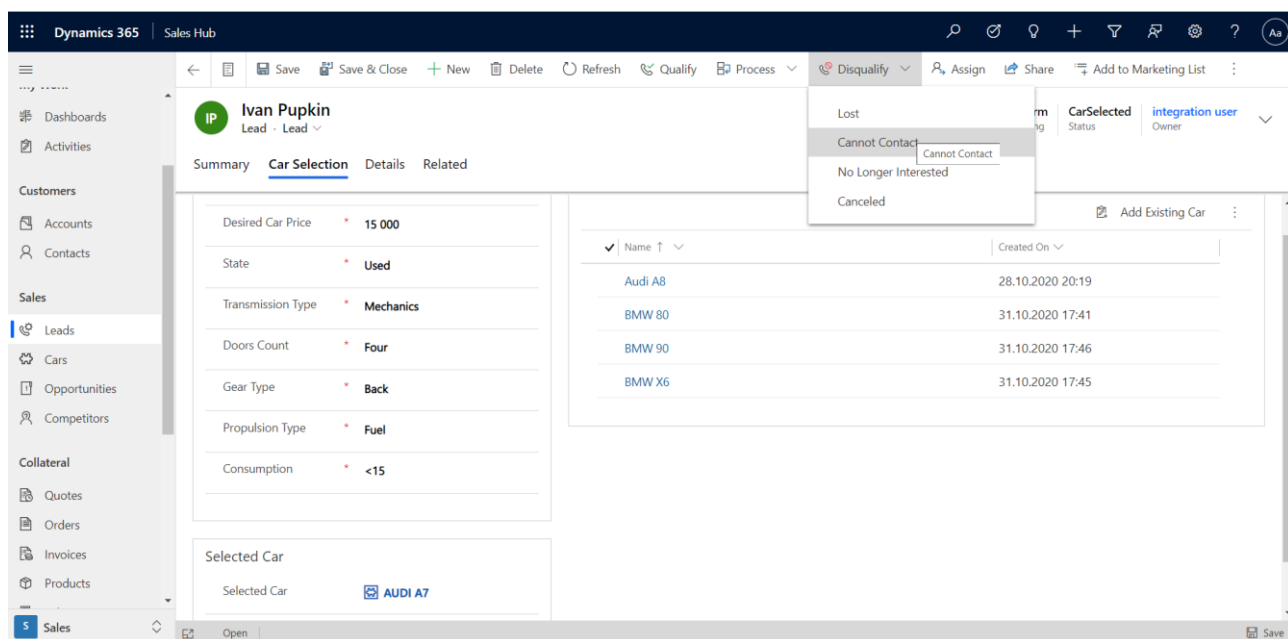 Dynamics 365 Sales Hub ? Aa
Save Save & Close New Delete Refresh Qualify Process Disqualify Assign Share Add to Marketing List
Dashboards
Activities
Customers
Accounts
Contacts
Sales
Leads
Cars
Opportunities
Competitors
Collateral
Quotes
Orders
Invoices
Products
S Sales
IP Ivan Pupkin
Lead · Lead
CarSelected
Status
integration user
Owner
Summary Car Selection Details Related
Lost
Cannot Contact
Cannot Contact
No Longer Interested
Canceled
Desired Car Price * 15 000
State * Used
Transmission Type * Mechanics
Doors Count * Four
Gear Type * Back
Propulsion Type * Fuel
Consumption * <15
Selected Car
Selected Car AUDI A7
Add Existing Car
Name ↑ Created On
Audi A8 28.10.2020 20:19
BMW 80 31.10.2020 17:41
BMW 90 31.10.2020 17:46
BMW X6 31.10.2020 17:45
Open Save